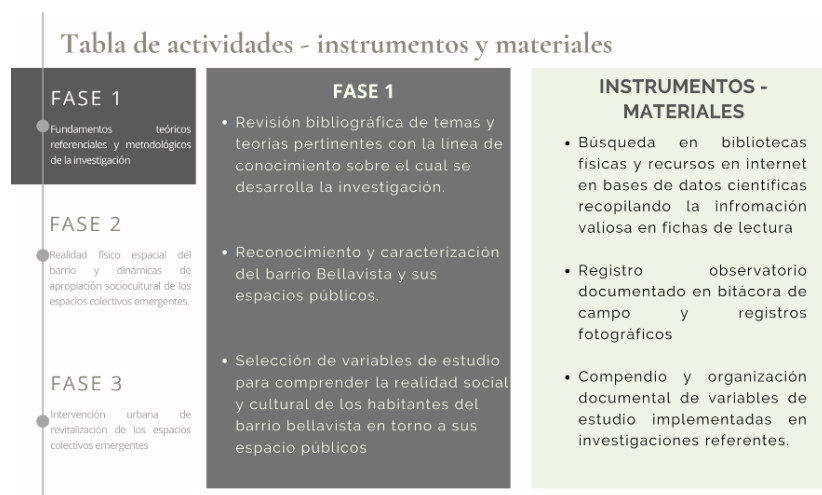 Tabla de actividades - instrumentos y materiales
FASE 1
Fundamentos teóricos
referenciales y metodológicos
de la investigación
FASE 2
Realidad físico espacial del
barrio y dinámicas de
apropiación sociocultural de los
espacios colectivos emergentes.
FASE 3
Intervención urbana de
revitalización de los espacios
colectivos emergentes
FASE 1
• Revisión bibliográfica de temas y
teorías pertinentes con la línea de
conocimiento sobre el cual se
desarrolla la investigación.
• Reconocimiento y caracterización
del barrio Bellavista y sus
espacios públicos.
• Selección de variables de estudio
para comprender la realidad social
y cultural de los habitantes del
barrio bellavista en torno a sus
espacio públicos
INSTRUMENTOS -
MATERIALES
• Búsqueda en bibliotecas
físicas y recursos en internet
en bases de datos científicas
recopilando la infromación
valiosa en fichas de lectura
• Registro observatorio
documentado en bitácora de
campo y registros
fotográficos
• Compendio y organización
documental de variables de
estudio implementadas en
investigaciones referentes.